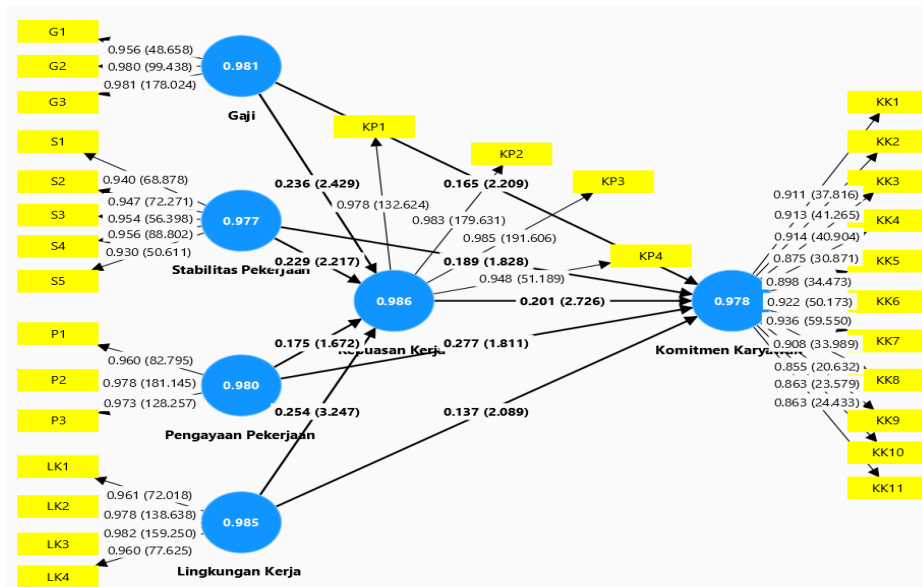 G1
0.956 (48.658)
G2
0.980 (99.438)
G3
0.981 (178.024)
0.981
Gaji
S1
0.940 (68.878)
S2
0.947 (72.271)
S3
0.954 (56.398)
S4
0.956 (88.802)
S5
0.930 (50.611)
0.977
Stabilitas Pekerjaan
P1
0.960 (82.795)
P2
0.978 (181.145)
P3
0.973 (128.257)
0.980
Pengayaan Pekerjaan
LK1
0.961 (72.018)
LK2
0.978 (138.638)
LK3
0.982 (159.250)
LK4
0.960 (77.625)
0.985
Lingkungan Kerja
0.236 (2.429)
0.229 (2.217)
0.175 (1.672)
0.254 (3.247)
KP1
0.978 (132.624)
KP2
0.983 (179.631)
KP3
0.985 (191.606)
KP4
0.948 (51.189)
0.986
Kepuasan Kerja
0.165 (2.209)
0.189 (1.828)
0.201 (2.726)
0.277 (1.811)
0.137 (2.089)
0.978
Komitmen Karyawan
KK1
0.911 (37.816)
KK2
0.913 (41.265)
KK3
0.914 (40.904)
KK4
0.875 (30.871)
KK5
0.898 (34.473)
KK6
0.922 (50.173)
KK7
0.936 (59.550)
KK8
0.908 (33.989)
KK9
0.855 (20.632)
KK10
0.863 (23.579)
KK11
0.863 (24.433)